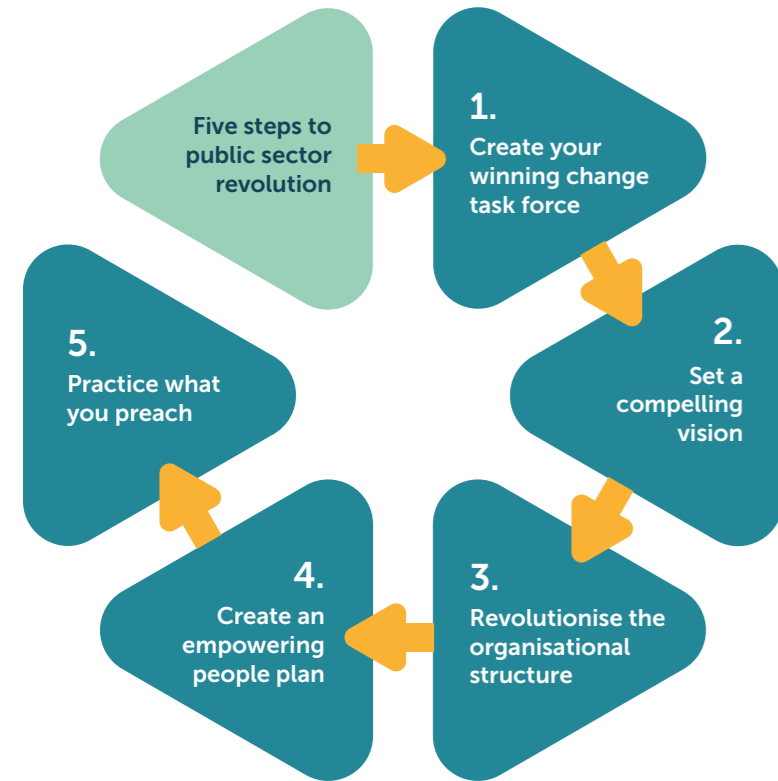 Five steps to
public sector
revolution
1.
Create your
winning change
task force
2.
Set a
compelling
vision
3.
Revolutionise the
organisational
structure
4.
Create an
empowering
people plan
5.
Practice what
you preach